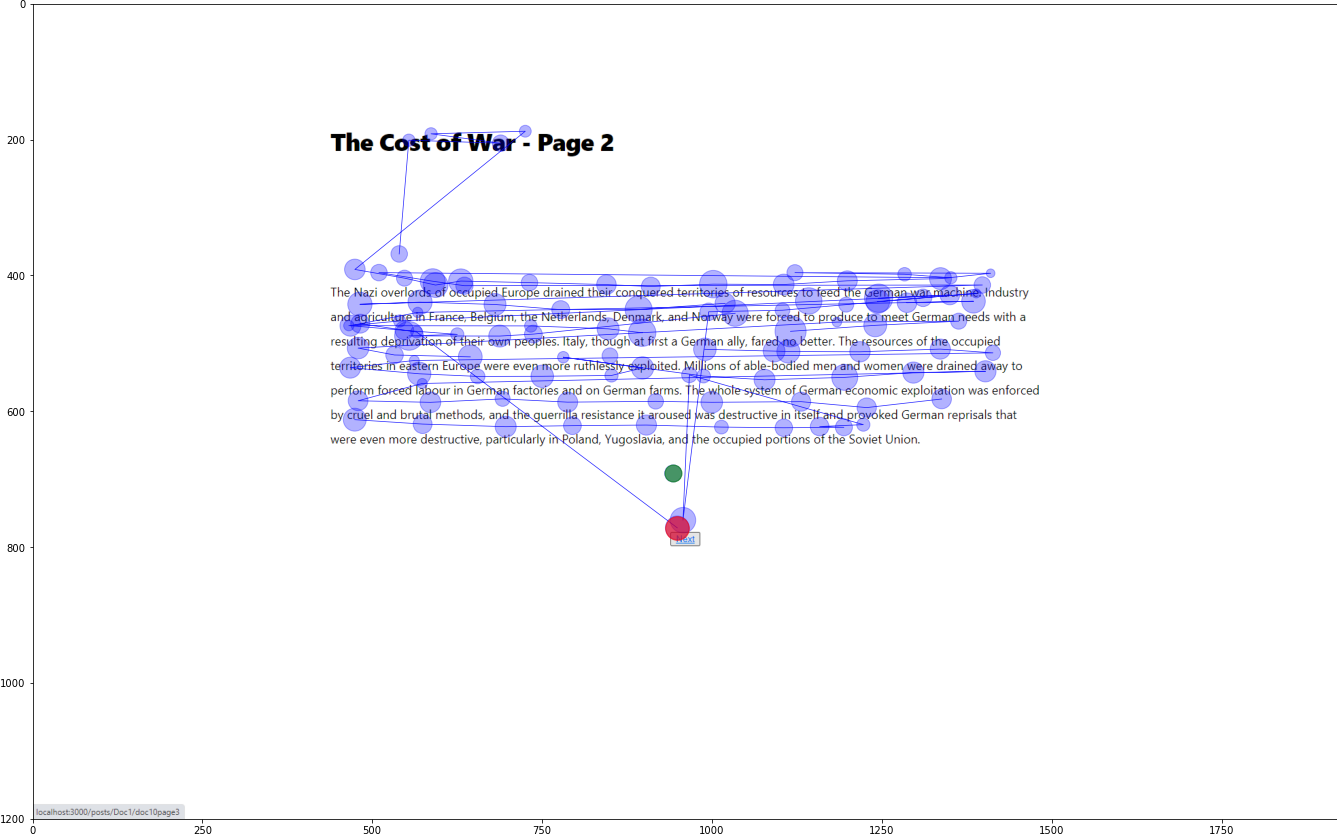 0
200
The Cost of War - Page 2
400
The Nazi overlords of occupied Europe drained their conquered territories of resources to feed the German war machine. Industry
and agriculture in France, Belgium, the Netherlands, Denmark, and Norway were forced to produce to meet German needs with a
resulting deprivation of their own peoples. Italy, though at first a German ally, fared no better. The resources of the occupied
territories in eastern Europe were even more ruthlessly exploited. Millions of able-bodied men and women were drained away to
perform forced labour in German factories and on German farms. The whole system of German economic exploitation was enforced
600
by cruel and brutal methods, and the guerrilla resistance it aroused was destructive in itself and provoked German reprisals that
were even more destructive, particularly in Poland, Yugoslavia, and the occupied portions of the Soviet Union.
Next
800
1000
localhost:3000/posts/Doc1/doc10page3
1200
0 250 500 750 1000 1250 1500 1750